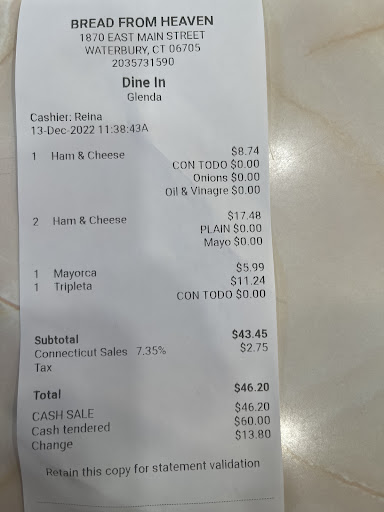 BREAD FROM HEAVEN
1870 EAST MAIN STREET
WATERBURY, CT 06705
2035731590
Dine In
Glenda
Cashier: Reina
13-Dec-2022 11:38:43A
1 Ham & Cheese $8.74
CON TODO $0.00
Onions $0.00
Oil & Vinagre $0.00
2 Ham & Cheese $17.48
PLAIN $0.00
Mayo $0.00
1 Mayorca $5.99
1 Tripleta $11.24
CON TODO $0.00
Subtotal $43.45
Connecticut Sales 7.35% $2.75
Tax
Total $46.20
CASH SALE $46.20
Cash tendered $60.00
Change $13.80
Retain this copy for statement validation